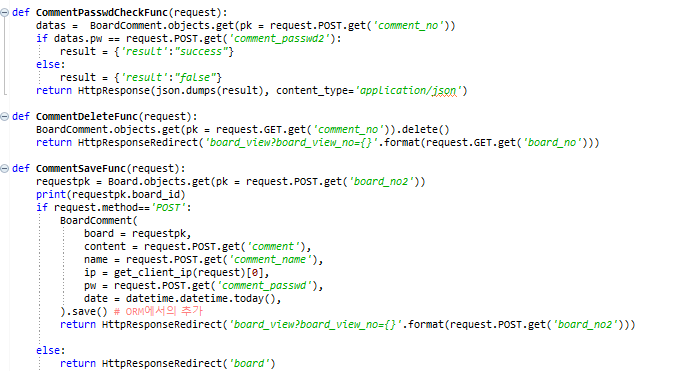 def CommentPasswdCheckFunc(request):
    datas =  BoardComment.objects.get(pk = request.POST.get('comment_no'))
    if datas.pw == request.POST.get('comment_passwd2'):
        result = {'result':"success"}
    else:
        result = {'result':"false"}
    return HttpResponse(json.dumps(result), content_type='application/json')
def CommentDeleteFunc(request):
    BoardComment.objects.get(pk = request.GET.get('comment_no')).delete()
    return HttpResponseRedirect('board_view?board_view_no={}'.format(request.GET.get('board_no')))
def CommentSaveFunc(request):
    requestpk = Board.objects.get(pk = request.POST.get('board_no2'))
    print(requestpk.board_id)
    if request.method=='POST':
        BoardComment(
            board = requestpk,
            content = request.POST.get('comment'),
            name = request.POST.get('comment_name'),
            ip = get_client_ip(request)[0],
            pw = request.POST.get('comment_passwd'),
            date = datetime.datetime.today(),
        ).save() # ORM에서의 추가
        return HttpResponseRedirect('board_view?board_view_no={}'.format(request.POST.get('board_no2')))
    else:
        return HttpResponseRedirect('board')